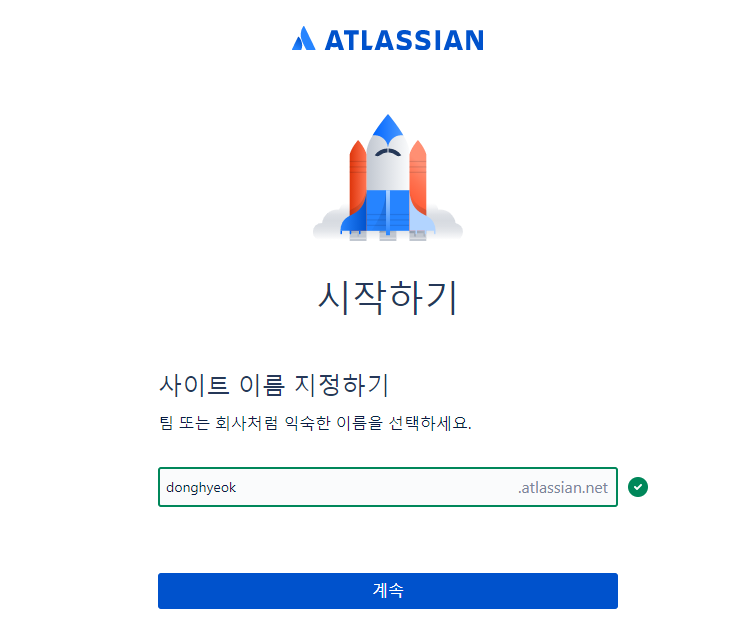 ATLASSIAN
시작하기
사이트 이름 지정하기
팀 또는 회사처럼 익숙한 이름을 선택하세요.
donghyeok .atlassian.net
계속